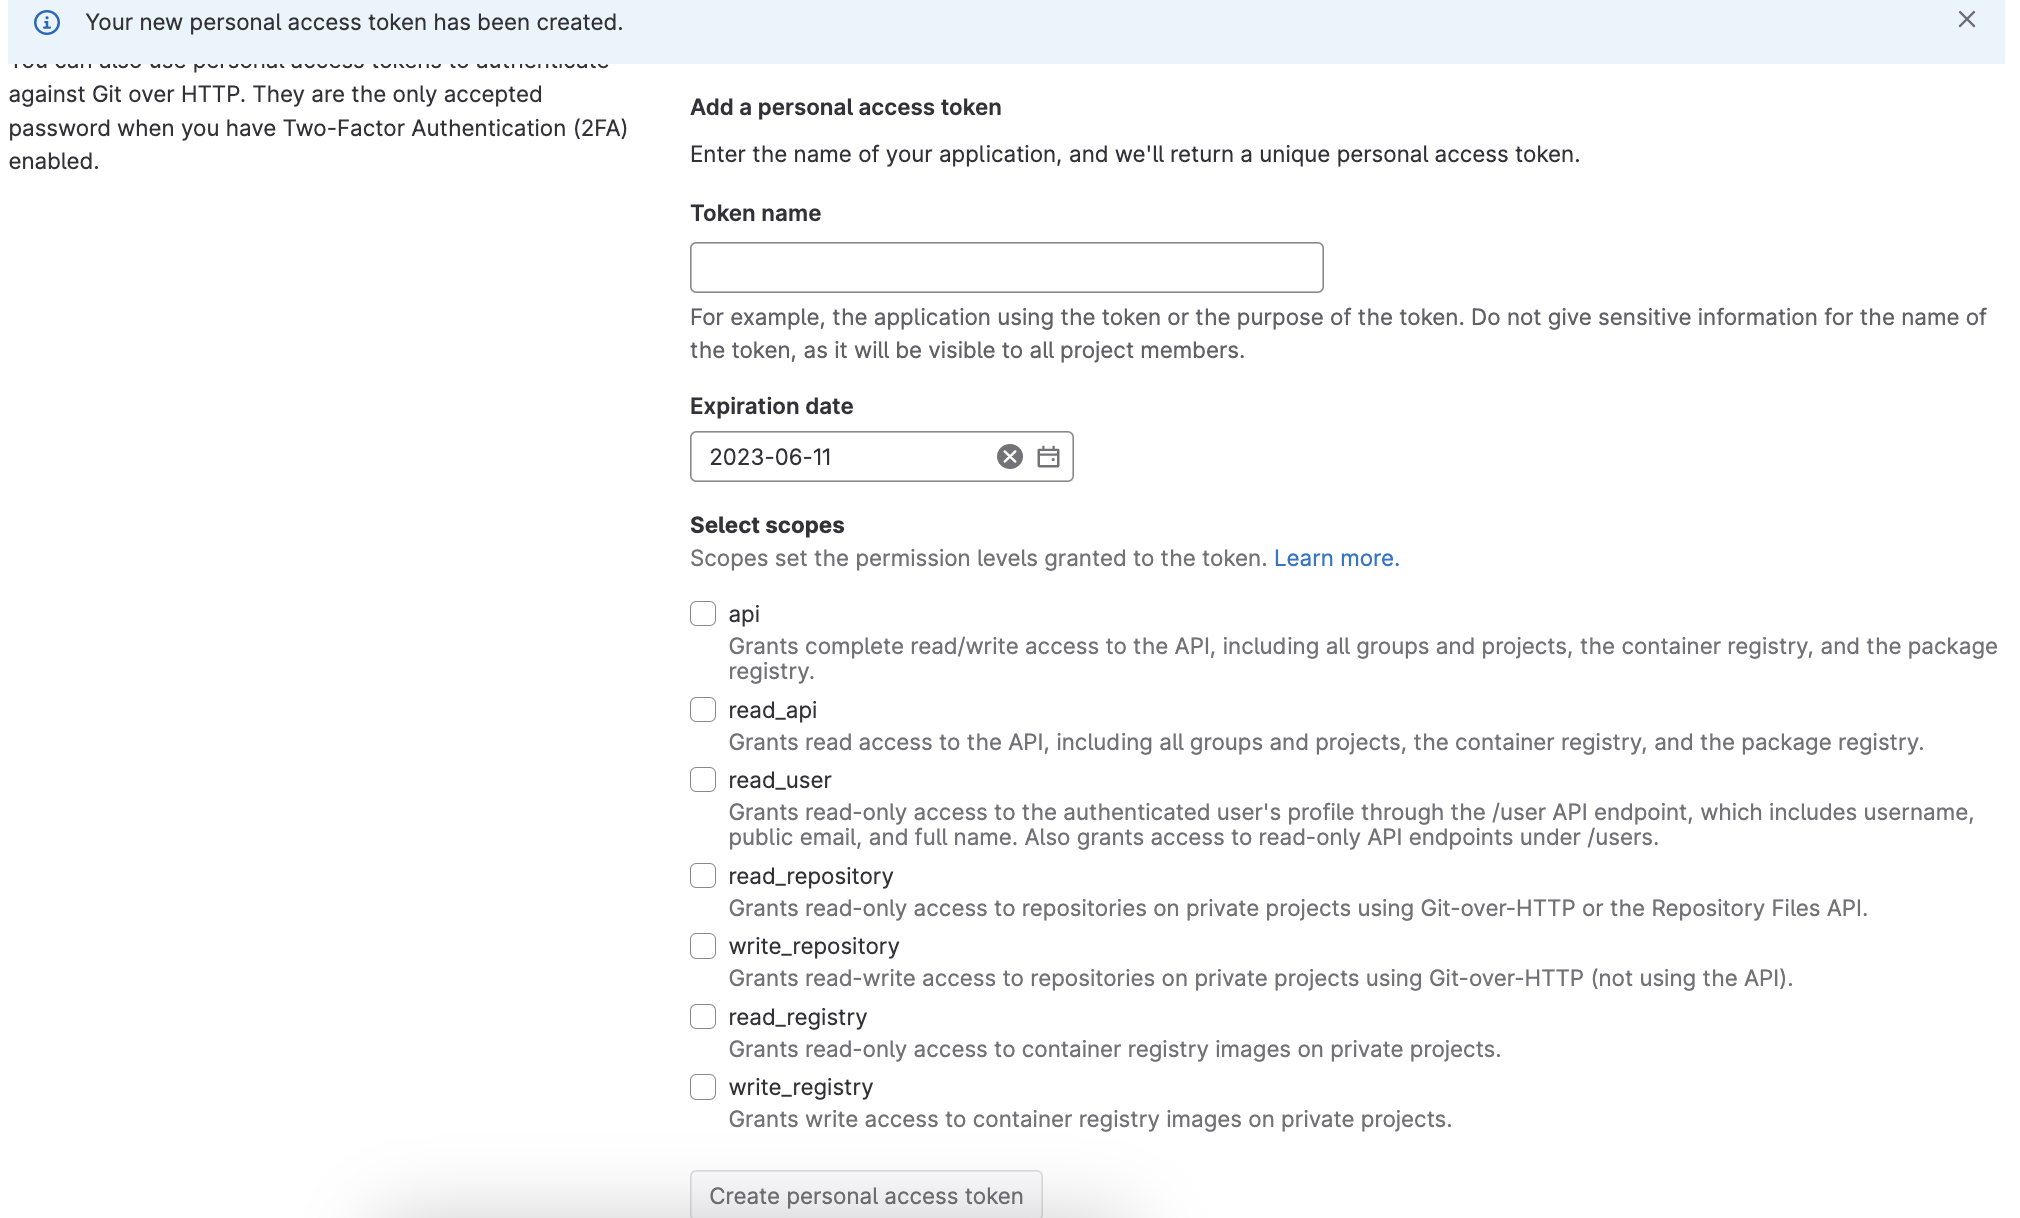 Your new personal access token has been created.
You can also use personal access tokens to authenticate
against Git over HTTP. They are the only accepted
password when you have Two-Factor Authentication (2FA)
enabled.
Add a personal access token
Enter the name of your application, and we'll return a unique personal access token.
Token name
For example, the application using the token or the purpose of the token. Do not give sensitive information for the name of
the token, as it will be visible to all project members.
Expiration date
2023-06-11
Select scopes
Scopes set the permission levels granted to the token. Learn more.
api
Grants complete read/write access to the API, including all groups and projects, the container registry, and the package
registry.
read_api
Grants read access to the API, including all groups and projects, the container registry, and the package registry.
read_user
Grants read-only access to the authenticated user's profile through the /user API endpoint, which includes username,
public email, and full name. Also grants access to read-only API endpoints under /users.
read_repository
Grants read-only access to repositories on private projects using Git-over-HTTP or the Repository Files API.
write_repository
Grants read-write access to repositories on private projects using Git-over-HTTP (not using the API).
read_registry
Grants read-only access to container registry images on private projects.
write_registry
Grants write access to container registry images on private projects.
Create personal access token